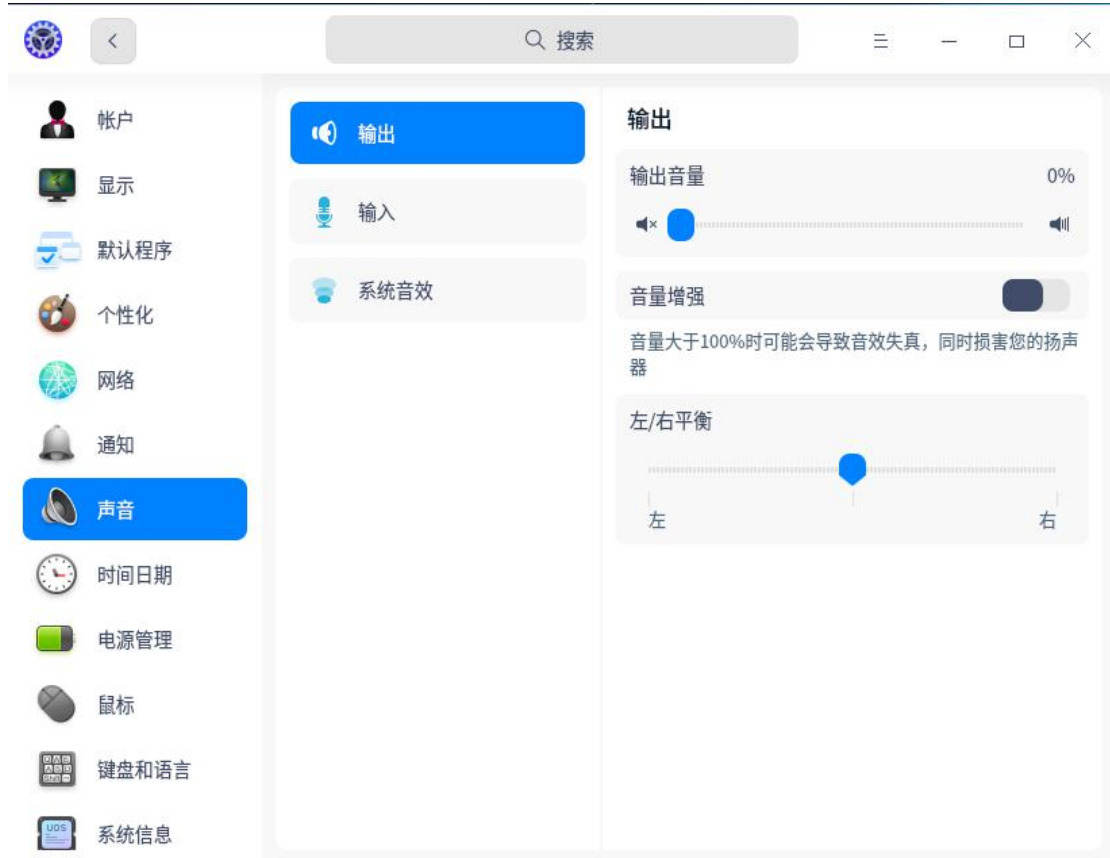 搜索
帐户
显示
默认程序
个性化
网络
通知
声音
时间日期
电源管理
鼠标
键盘和语言
系统信息
输出
输入
系统音效
输出
输出音量 0%
音量增强
音量大于100%时可能会导致音效失真，同时损害您的扬声
器
左/右平衡
左 右